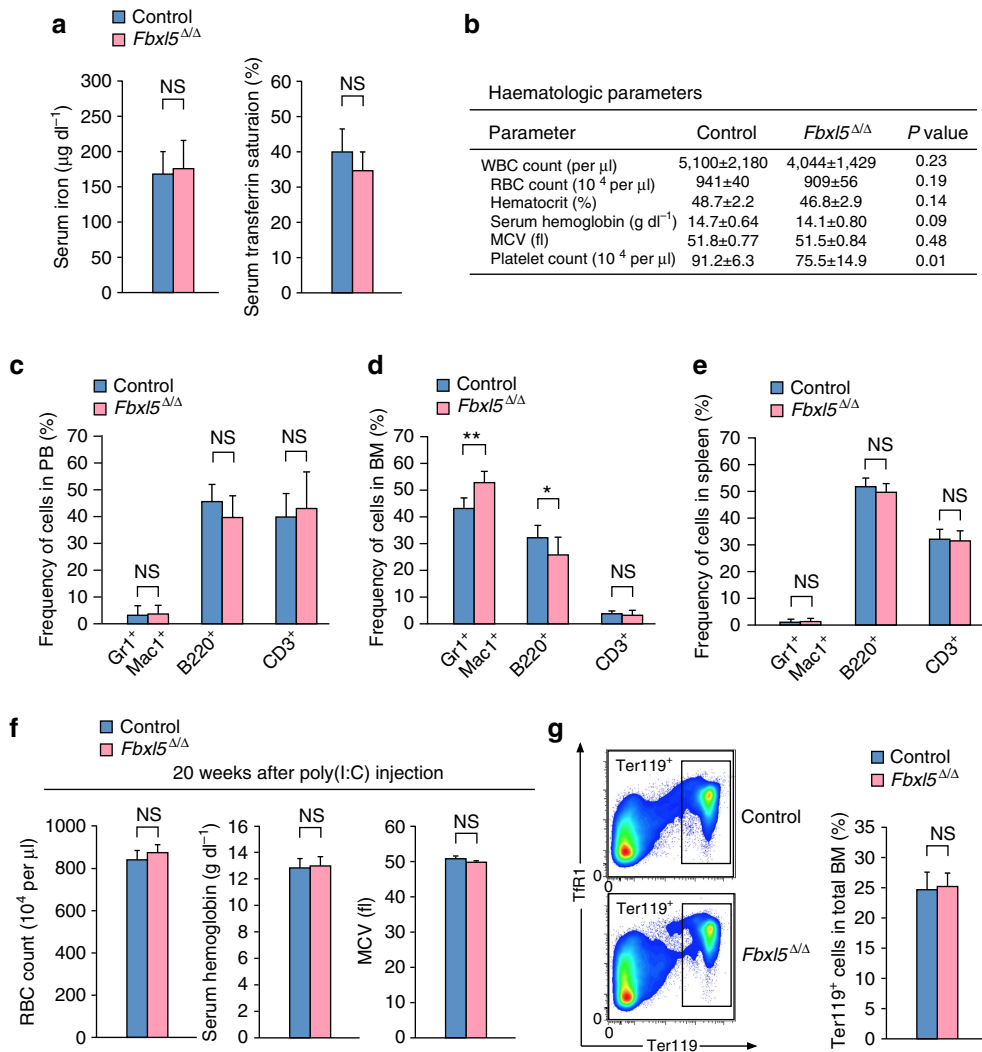 a
Control
Fbxl5Δ/Δ
Serum iron (μg dl−1)
300
250
200
150
100
50
0
NS
Serum transferrin saturaion (%)
60
40
20
0
NS
b
Haematologic parameters
Parameter Control Fbxl5Δ/Δ P value
WBC count (per μl) 5,100±2,180 4,044±1,429 0.23
RBC count (10 4 per μl) 941±40 909±56 0.19
Hematocrit (%) 48.7±2.2 46.8±2.9 0.14
Serum hemoglobin (g dl−1) 14.7±0.64 14.1±0.80 0.09
MCV (fl) 51.8±0.77 51.5±0.84 0.48
Platelet count (10 4 per μl) 91.2±6.3 75.5±14.9 0.01
c
Control
Fbxl5Δ/Δ
Frequency of cells in PB (%)
70
60
50
40
30
20
10
0
NS
NS
NS
Gr1+
Mac1+
B220+
CD3+
d
Control
Fbxl5Δ/Δ
Frequency of cells in BM (%)
70
60
50
40
30
20
10
0
**
*
NS
Gr1+
Mac1+
B220+
CD3+
e
Control
Fbxl5Δ/Δ
Frequency of cells in spleen (%)
70
60
50
40
30
20
10
0
NS
NS
NS
Gr1+
Mac1+
B220+
CD3+
f
Control
Fbxl5Δ/Δ
20 weeks after poly(I:C) injection
RBC count (104 per μl)
1000
800
600
400
200
0
NS
Serum hemoglobin (g dl−1)
16
14
12
10
8
6
4
2
0
NS
MCV (fl)
60
50
40
30
20
10
0
NS
g
Ter119+
Control
0
Ter119+
Fbxl5Δ/Δ
0
0
TfR1
Ter119
Control
Fbxl5Δ/Δ
Ter119+ cells in total BM (%)
35
30
25
20
15
10
5
0
NS